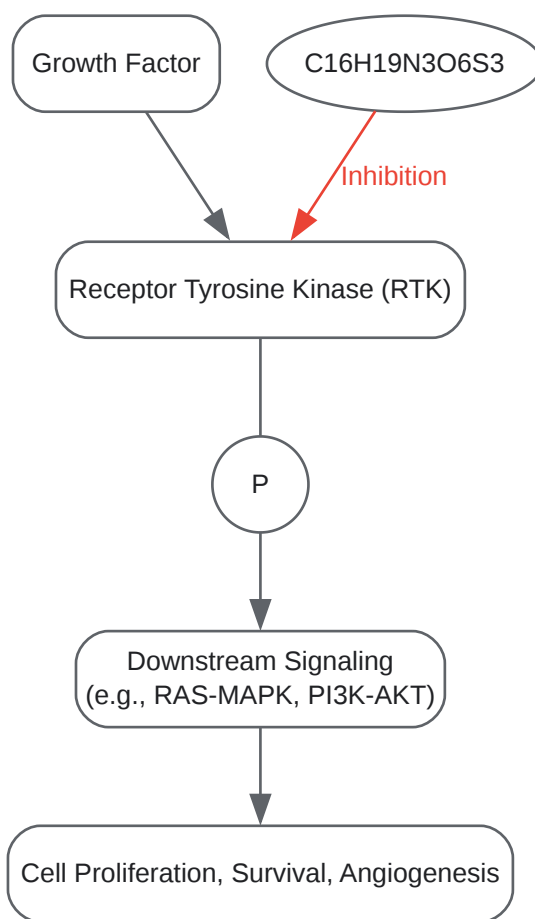 Growth Factor
C16H19N3O6S3
Inhibition
Receptor Tyrosine Kinase (RTK)
P
Downstream Signaling
(e.g., RAS-MAPK, PI3K-AKT)
Cell Proliferation, Survival, Angiogenesis